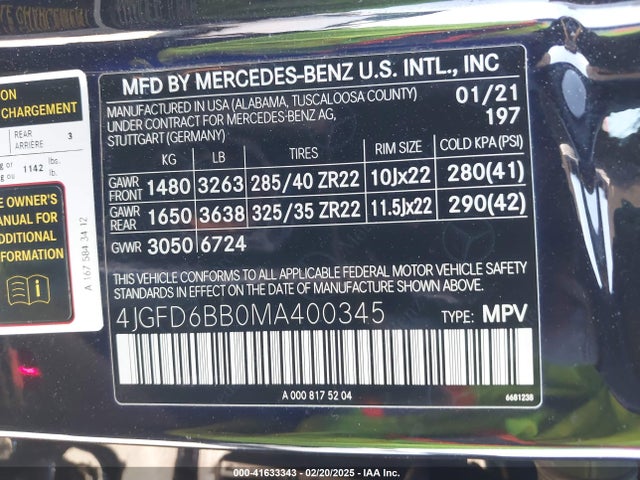 ON
CHARGEMENT
REAR
ARRIÈRE 3
1142 lbs.
lb.
E OWNER'S
MANUAL FOR
ADDITIONAL
INFORMATION
A 167 584 34 12
MFD BY MERCEDES-BENZ U.S. INTL., INC
MANUFACTURED IN USA (ALABAMA, TUSCALOOSA COUNTY) 01/21
UNDER CONTRACT FOR MERCEDES-BENZ AG, 197
STUTTGART (GERMANY)
KG LB TIRES RIM SIZE COLD KPA (PSI)
GAWR FRONT 1480 3263 285/40 ZR22 10Jx22 280(41)
GAWR REAR 1650 3638 325/35 ZR22 11.5Jx22 290(42)
GWR 3050 6724
THIS VEHICLE CONFORMS TO ALL APPLICABLE FEDERAL MOTOR VEHICLE SAFETY
STANDARDS IN EFFECT ON THE DATE OF MANUFACTURE SHOWN ABOVE.
4JGFD6BB0MA400345 TYPE: MPV
A 000 817 52 04 6681238
000-41633343 • 02/20/2025 • IAA Inc.